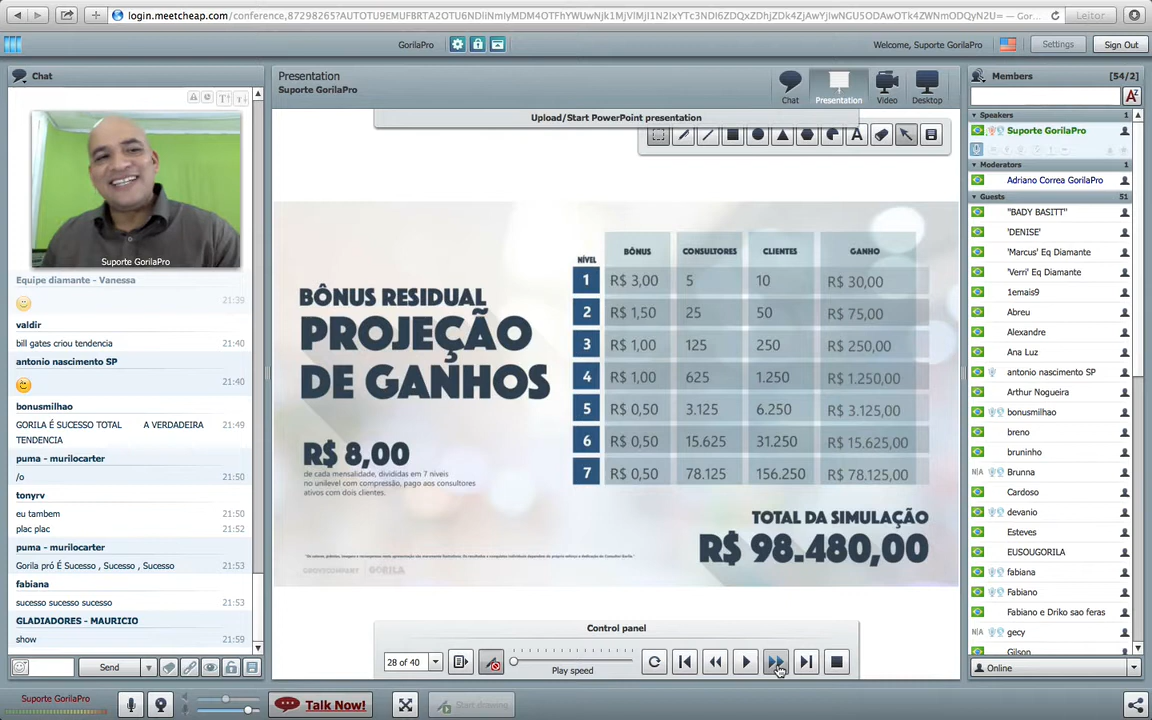 login.meetcheap.com/conference,87298265?AUTOTU9EMUFBRTA2OTU6NDliNmIyMDM4OTFhYWUwNjk1MjVlMjI1N2IxYTc3NDI6ZDQxZDhjZDk4ZjAwYjIwNGU5ODAwOTk4ZWNmODQyN2U= — Gor...
Leitor
GorilaPro
Welcome, Suporte GorilaPro
Settings
Sign Out
Chat
Suporte GorilaPro
Equipe diamante - Vanessa
21:39
valdir
bill gates criou tendencia 21:40
antonio nascimento SP
21:40
bonusmilhao
GORILA É SUCESSO TOTAL A VERDADEIRA TENDENCIA 21:49
puma - murilocarter
/o 21:50
tonyrv
eu tambem 21:50
plac plac 21:52
puma - murilocarter
Gorila pró É Sucesso , Sucesso , Sucesso 21:53
fabiana
sucesso sucesso sucesso 21:53
GLADIADORES - MAURICIO
show 21:59
Send
Presentation
Suporte GorilaPro
Chat
Presentation
Video
Desktop
Upload/Start PowerPoint presentation
BÔNUS RESIDUAL
PROJEÇÃO
DE GANHOS
R$ 8,00
de cada mensalidade, divididas em 7 níveis
no unilevel com compressão, pago aos consultores
ativos com dois clientes.
NÍVEL BÔNUS CONSULTORES CLIENTES GANHO
1 R$ 3,00 5 10 R$ 30,00
2 R$ 1,50 25 50 R$ 75,00
3 R$ 1,00 125 250 R$ 250,00
4 R$ 1,00 625 1.250 R$ 1.250,00
5 R$ 0,50 3.125 6.250 R$ 3.125,00
6 R$ 0,50 15.625 31.250 R$ 15.625,00
7 R$ 0,50 78.125 156.250 R$ 78.125,00
TOTAL DA SIMULAÇÃO
R$ 98.480,00
GORILA
Control panel
28 of 40
Play speed
Members [54/2]
Speakers 1
Suporte GorilaPro
Moderators 1
Adriano Correa GorilaPro
Guests 51
"BADY BASITT"
'DENISE'
'Marcus' Eq Diamante
'Verri' Eq Diamante
1emais9
Abreu
Alexandre
Ana Luz
antonio nascimento SP
Arthur Nogueira
bonusmilhao
breno
bruninho
N/A Brunna
Cardoso
devanio
Esteves
EUSOUGORILA
fabiana
Fabiano
Fabiano e Driko sao feras
N/A gecy
Gilson
Online
Suporte GorilaPro
Talk Now!
Start drawing